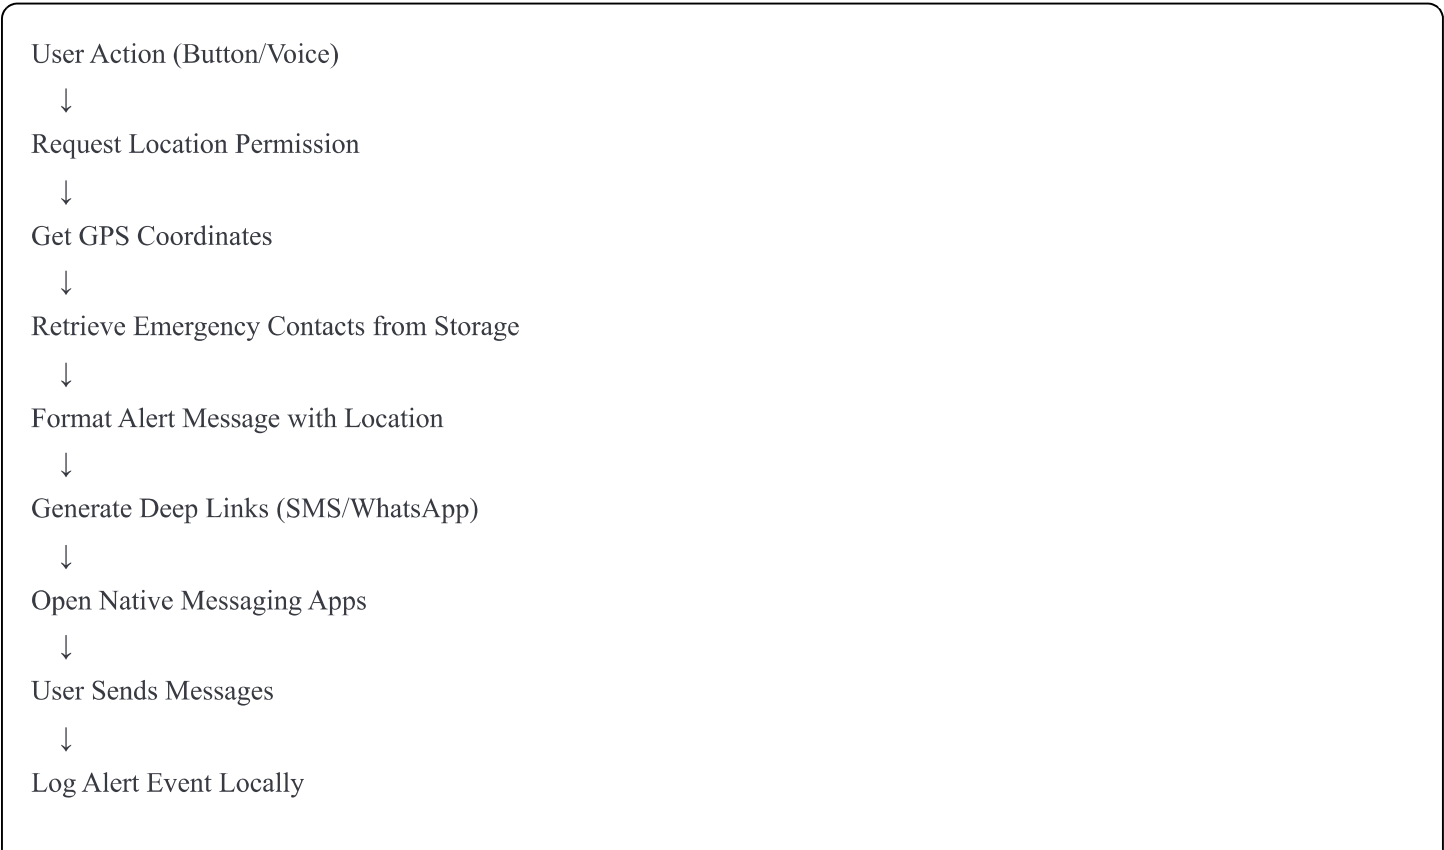 User Action (Button/Voice)
↓
Request Location Permission
↓
Get GPS Coordinates
↓
Retrieve Emergency Contacts from Storage
↓
Format Alert Message with Location
↓
Generate Deep Links (SMS/WhatsApp)
↓
Open Native Messaging Apps
↓
User Sends Messages
↓
Log Alert Event Locally